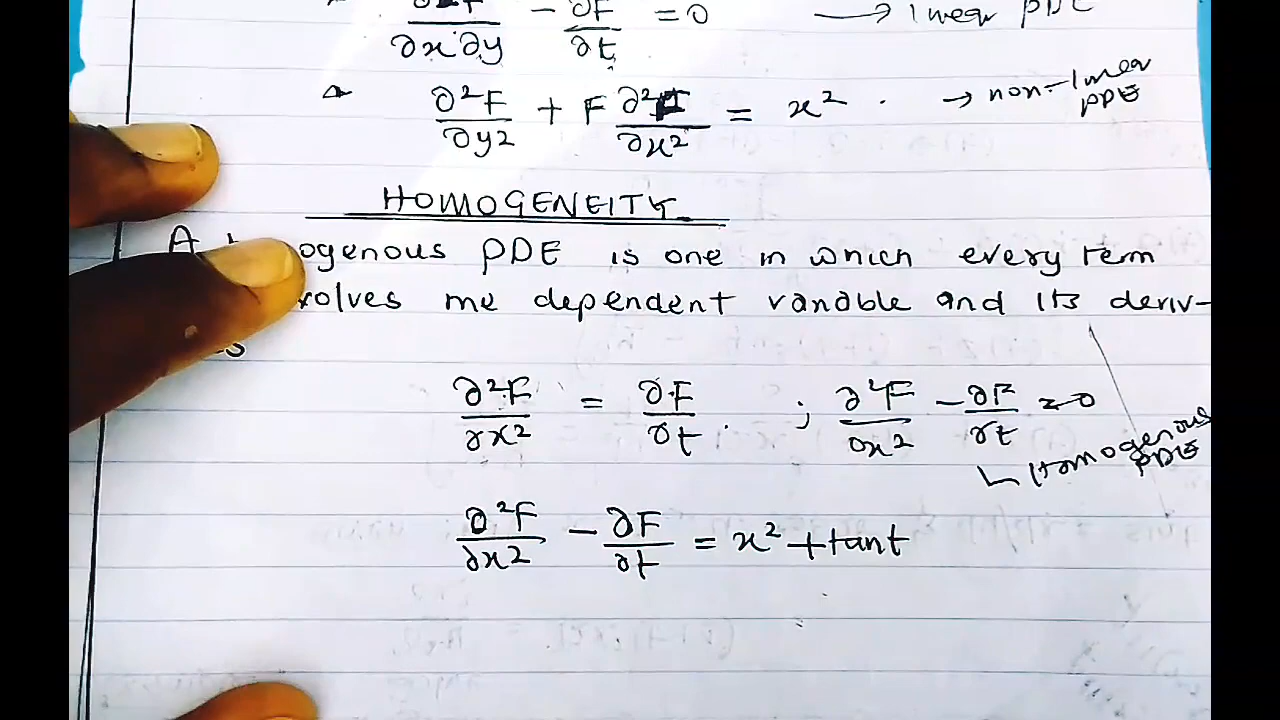 ∂x∂y ∂t − ∂F = 0 → linear PDE
∂²F/∂y2 + F ∂²F/∂x² = x² . → non-linear PDE
HOMOGENEITY
A ogenous PDE is one in which every term
volves the dependent variable and its deriv-
s
∂²F/∂x² = ∂F/∂t . ; ∂²F/∂x² − ∂F/∂t = 0
↳ Homogenous PDE
∂²F/∂x² − ∂F/∂t = x² + tant